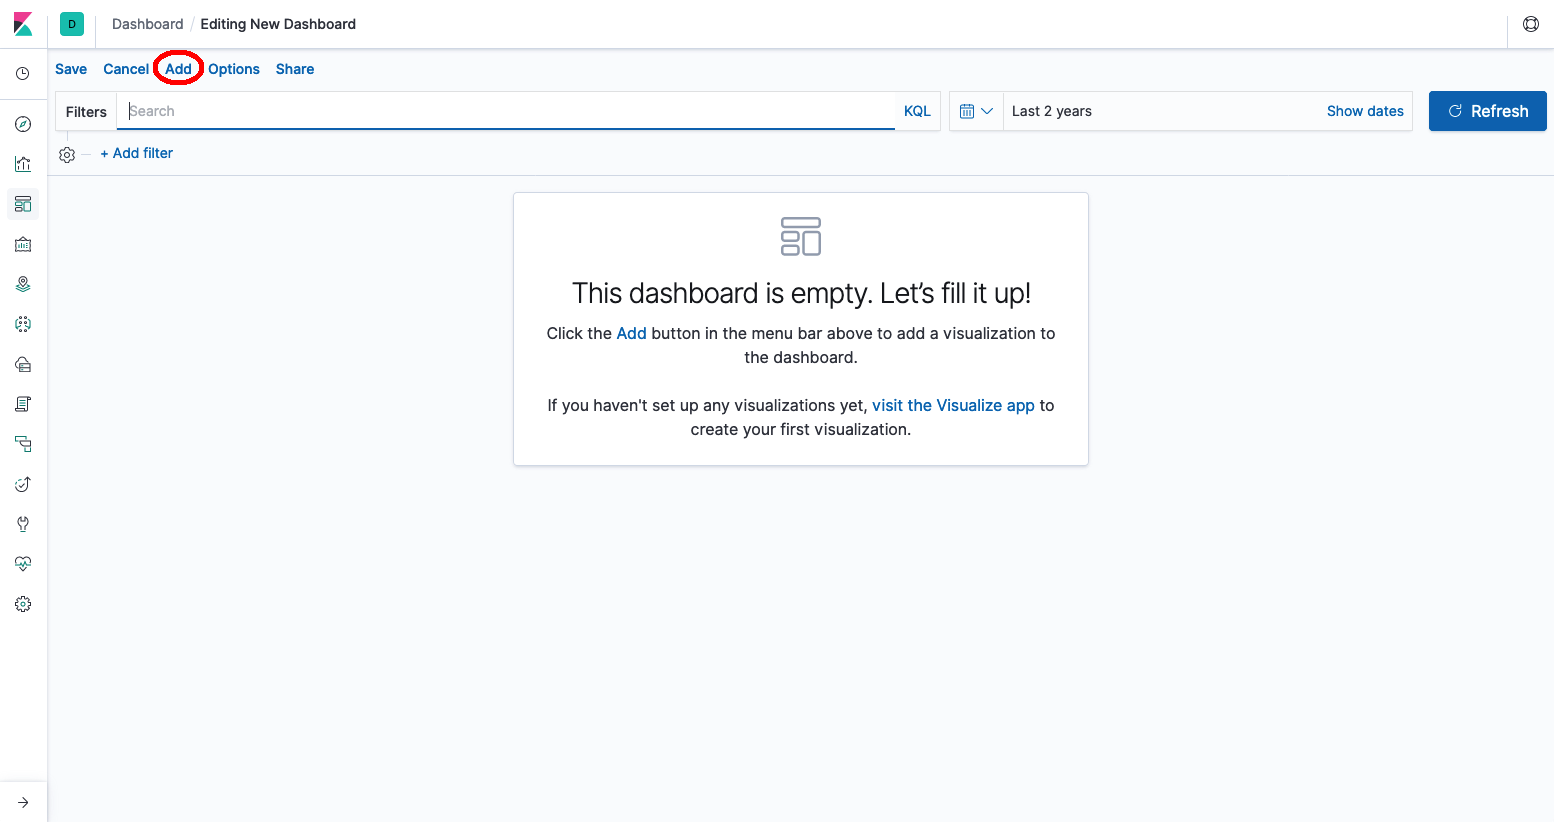 D
Dashboard / Editing New Dashboard
Save Cancel Add Options Share
Filters Search KQL Last 2 years Show dates Refresh
+ Add filter
This dashboard is empty. Let’s fill it up!
Click the Add button in the menu bar above to add a visualization to
the dashboard.
If you haven't set up any visualizations yet, visit the Visualize app to
create your first visualization.